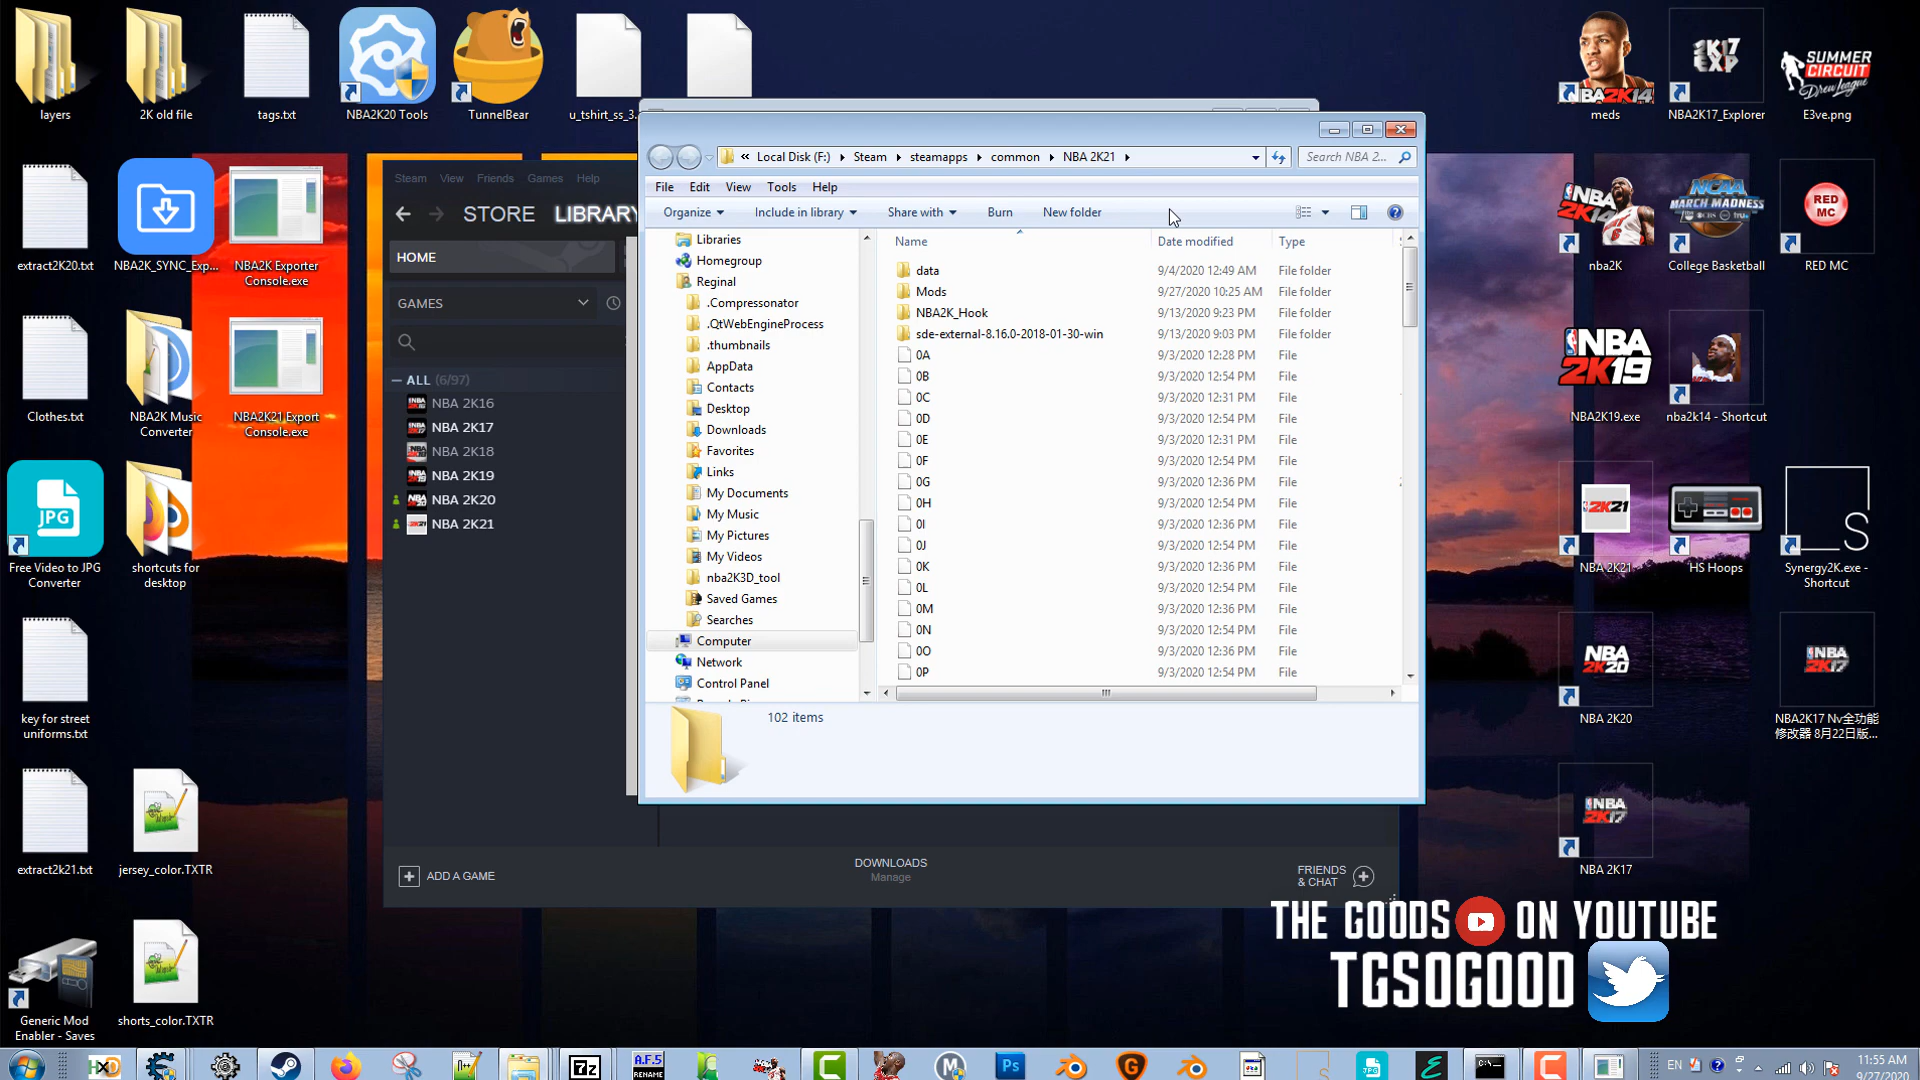 layers
2K old file
tags.txt
NBA2K20 Tools
TunnelBear
u_tshirt_ss_3.
meds
NBA2K17_Explorer
E3ve.png
SUMMER
CIRCUIT
Drew League
extract2K20.txt
NBA2K_SYNC_Exp...
NBA2K Exporter
Console.exe
nba2K
College Basketball
RED MC
RED
MC
Clothes.txt
NBA2K Music
Converter
NBA2K21 Export
Console.exe
NBA
2K19
NBA2K19.exe
nba2k14 - Shortcut
JPG
Free Video to JPG
Converter
shortcuts for
desktop
2K21
NBA 2K21
HS Hoops
S
Synergy2K.exe -
Shortcut
key for street
uniforms.txt
NBA
2K20
NBA 2K20
NBA2K17 Nv全功能
修改器 8月22日版...
extract2k21.txt
jersey_color.TXTR
NBA 2K17
Generic Mod
Enabler - Saves
shorts_color.TXTR
Steam View Friends Games Help
STORE LIBRARY
HOME
GAMES
ALL (6/97)
NBA 2K16
NBA 2K17
NBA 2K18
NBA 2K19
NBA 2K20
NBA 2K21
ADD A GAME
DOWNLOADS
Manage
FRIENDS
& CHAT
« Local Disk (F:) Steam steamapps common NBA 2K21
Search NBA 2...
File Edit View Tools Help
Organize Include in library Share with Burn New folder
Libraries
Homegroup
Reginal
.Compressonator
.QtWebEngineProcess
.thumbnails
AppData
Contacts
Desktop
Downloads
Favorites
Links
My Documents
My Music
My Pictures
My Videos
nba2K3D_tool
Saved Games
Searches
Computer
Network
Control Panel
Name Date modified Type
data 9/4/2020 12:49 AM File folder
Mods 9/27/2020 10:25 AM File folder
NBA2K_Hook 9/13/2020 9:23 PM File folder
sde-external-8.16.0-2018-01-30-win 9/13/2020 9:03 PM File folder
0A 9/3/2020 12:28 PM File
0B 9/3/2020 12:54 PM File
0C 9/3/2020 12:31 PM File
0D 9/3/2020 12:54 PM File
0E 9/3/2020 12:31 PM File
0F 9/3/2020 12:54 PM File
0G 9/3/2020 12:36 PM File
0H 9/3/2020 12:54 PM File
0I 9/3/2020 12:36 PM File
0J 9/3/2020 12:54 PM File
0K 9/3/2020 12:36 PM File
0L 9/3/2020 12:54 PM File
0M 9/3/2020 12:36 PM File
0N 9/3/2020 12:54 PM File
0O 9/3/2020 12:36 PM File
0P 9/3/2020 12:54 PM File
102 items
THE GOODS ON YOUTUBE
TGSOGOOD
A.F.5
RENAME
7z
Ps
EN
11:55 AM
9/27/2020